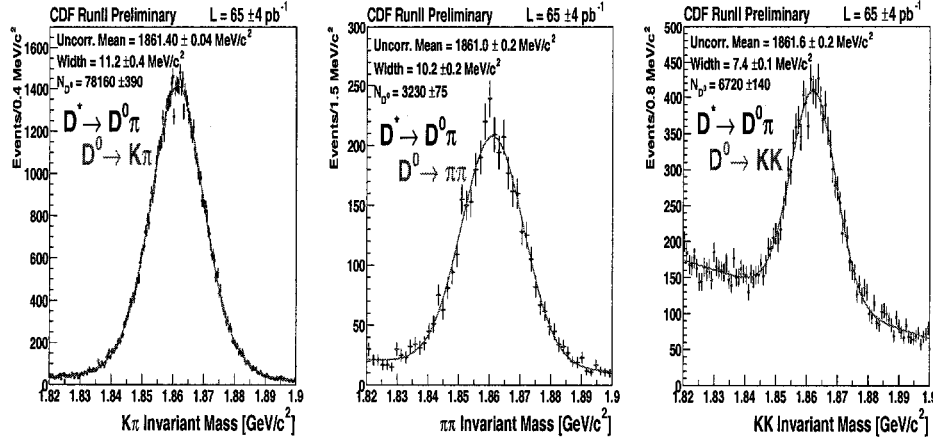 CDF RunII Preliminary L = 65 ±4 pb⁻¹
Uncorr. Mean = 1861.40 ± 0.04 MeV/c²
Width = 11.2±0.4 MeV/c²
N_D⁰ = 78160 ±390
D* → D⁰π
D⁰ → Kπ
Events/0.4 MeV/c²
1600
1400
1200
1000
800
600
400
200
0
1.82 1.83 1.84 1.85 1.86 1.87 1.88 1.89 1.9
Kπ Invariant Mass [GeV/c²]
CDF RunII Preliminary L = 65 ±4 pb⁻¹
Uncorr. Mean = 1861.0 ± 0.2 MeV/c²
Width = 10.2±0.2 MeV/c²
N_D⁰ = 3230 ±75
D* → D⁰π
D⁰ → ππ
Events/1.5 MeV/c²
300
250
200
150
100
50
0
1.82 1.83 1.84 1.85 1.86 1.87 1.88 1.89 1.9
ππ Invariant Mass [GeV/c²]
CDF RunII Preliminary L = 65 ±4 pb⁻¹
Uncorr. Mean = 1861.6 ± 0.2 MeV/c²
Width = 7.4±0.1 MeV/c²
N_D⁰ = 6720 ±140
D* → D⁰π
D⁰ → KK
Events/0.8 MeV/c²
500
450
400
350
300
250
200
150
100
50
0
1.82 1.83 1.84 1.85 1.86 1.87 1.88 1.89 1.9
KK Invariant Mass [GeV/c²]